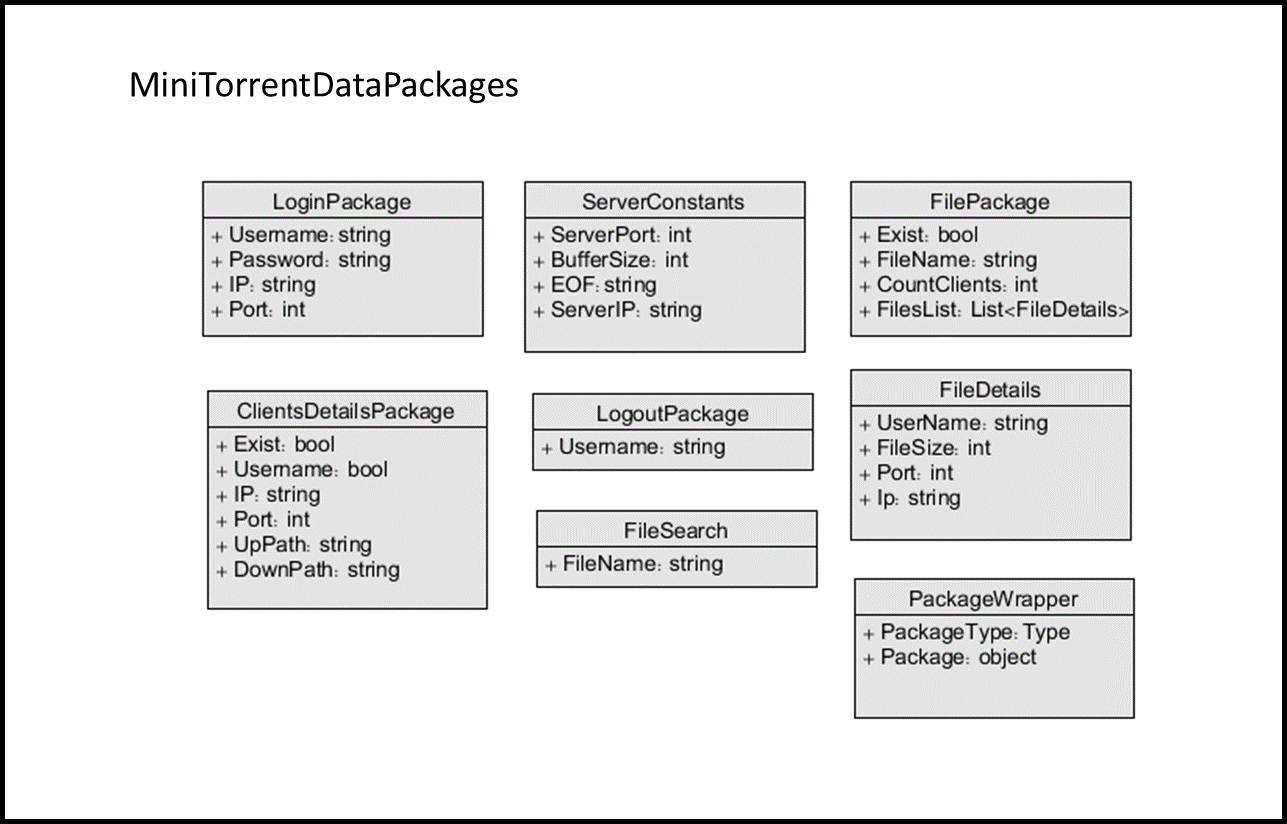 MiniTorrentDataPackages
LoginPackage
+ Username: string
+ Password: string
+ IP: string
+ Port: int
ServerConstants
+ ServerPort: int
+ BufferSize: int
+ EOF: string
+ ServerIP: string
FilePackage
+ Exist: bool
+ FileName: string
+ CountClients: int
+ FilesList: List<FileDetails>
ClientsDetailsPackage
+ Exist: bool
+ Username: bool
+ IP: string
+ Port: int
+ UpPath: string
+ DownPath: string
LogoutPackage
+ Username: string
FileSearch
+ FileName: string
FileDetails
+ UserName: string
+ FileSize: int
+ Port: int
+ Ip: string
PackageWrapper
+ PackageType: Type
+ Package: object